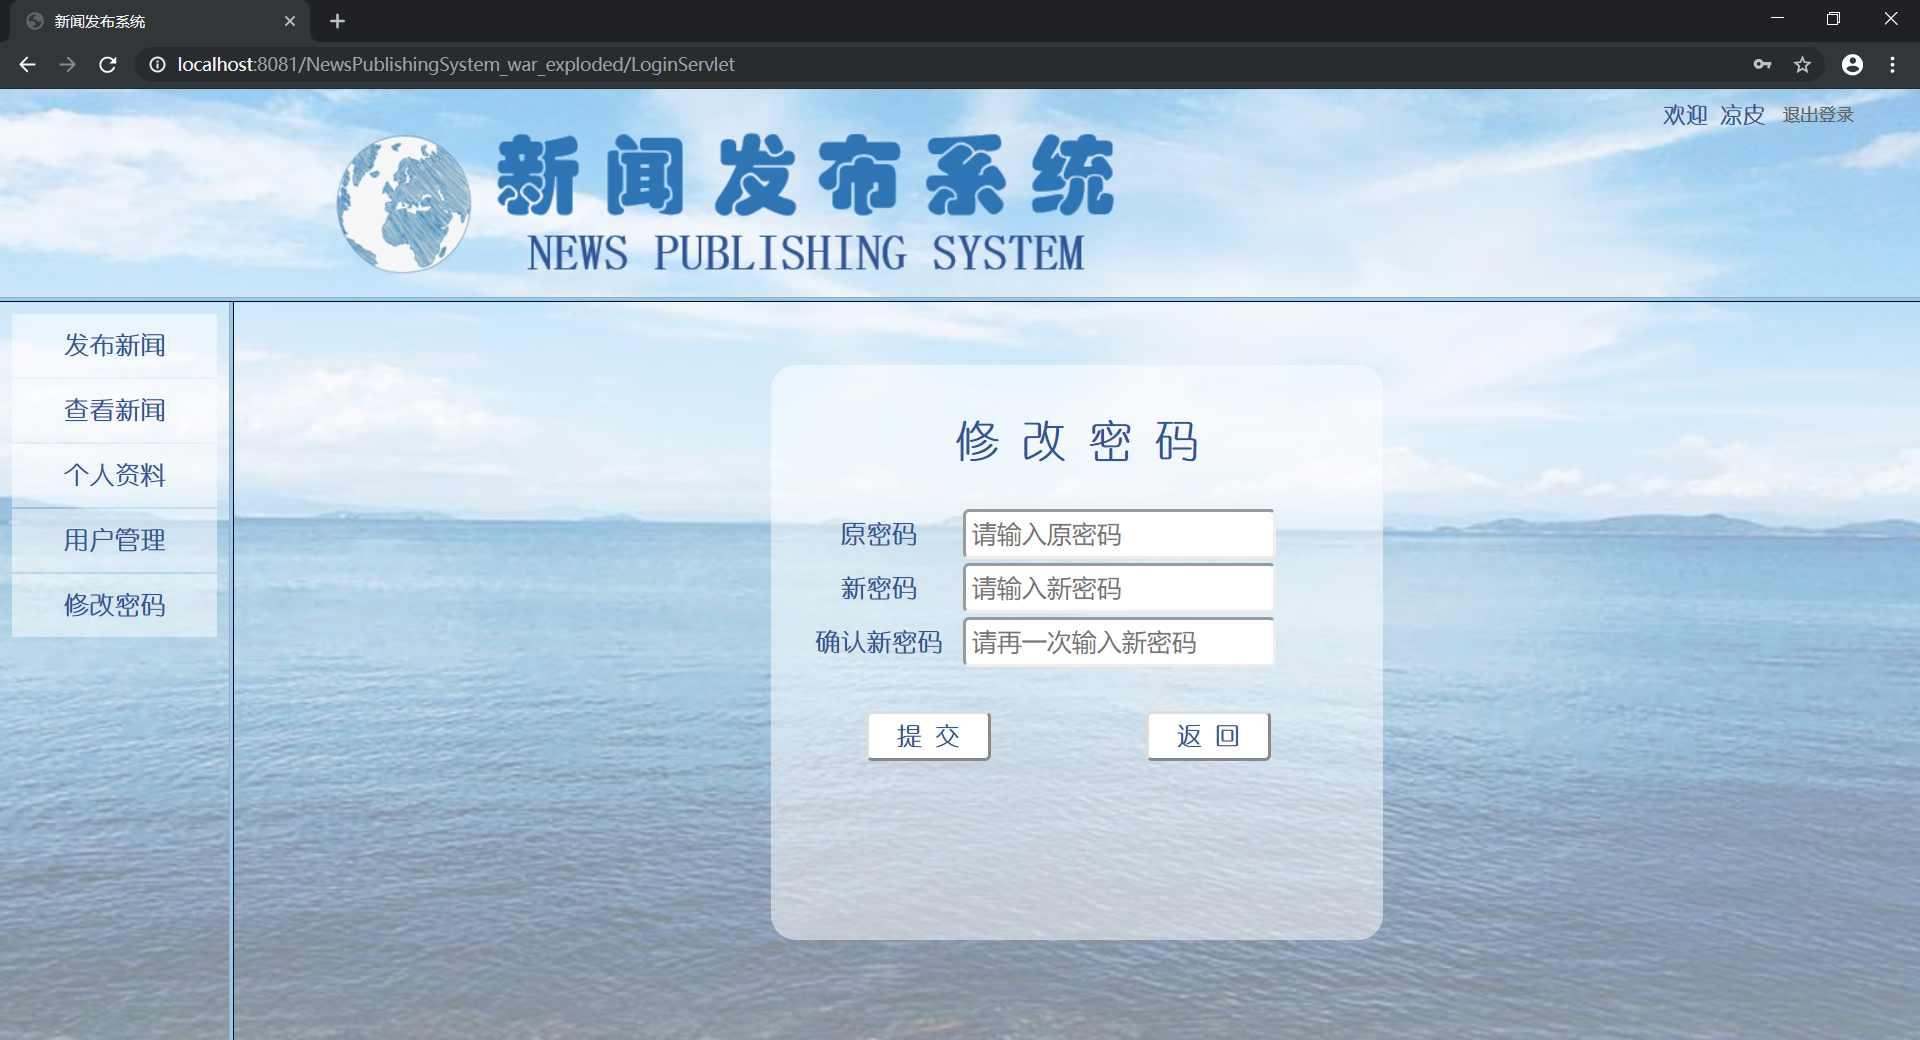 新闻发布系统
localhost:8081/NewsPublishingSystem_war_exploded/LoginServlet
欢迎 凉皮 退出登录
新闻发布系统
NEWS PUBLISHING SYSTEM
发布新闻
查看新闻
个人资料
用户管理
修改密码
修改密码
原密码 请输入原密码
新密码 请输入新密码
确认新密码 请再一次输入新密码
提交 返回